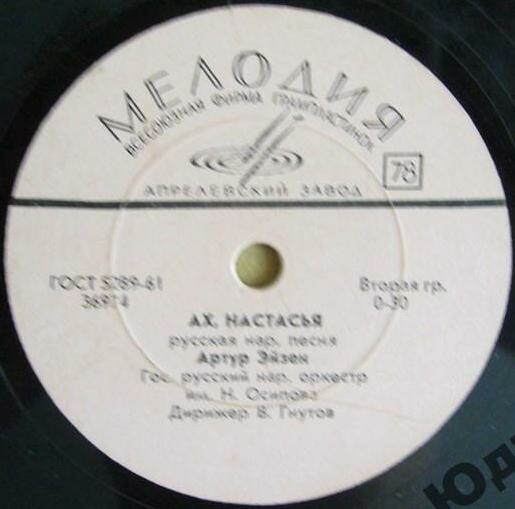 МЕЛОДИЯ
ВСЕСОЮЗНАЯ ФИРМА ГРАМПЛАСТИНОК
78
АПРЕЛЕВСКИЙ ЗАВОД
ГОСТ 5289-61
36974
Вторая гр.
0-30
АХ, НАСТАСЬЯ
русская нар. песня
Артур Эйзен
Гос. русский нар. оркестр
им. Н. Осипова
Дирижер В. Гнутов